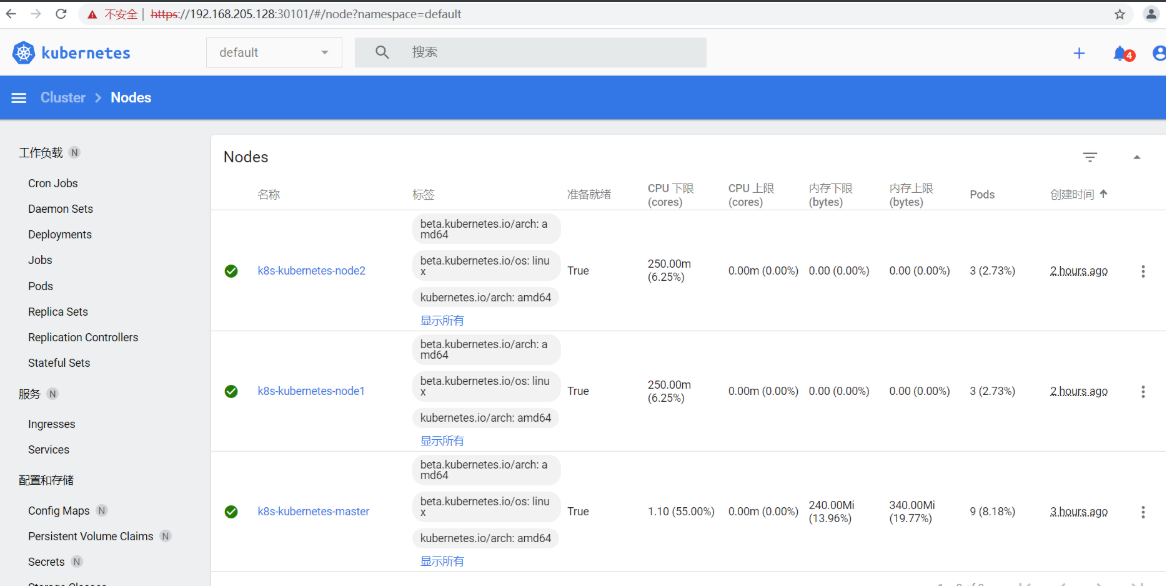 不安全 | https://192.168.205.128:30101/#/node?namespace=default
kubernetes
default
搜索
4
Cluster > Nodes
工作负载 N
Cron Jobs
Daemon Sets
Deployments
Jobs
Pods
Replica Sets
Replication Controllers
Stateful Sets
服务 N
Ingresses
Services
配置和存储
Config Maps N
Persistent Volume Claims N
Secrets N
Storage Classes
Nodes
名称 标签 准备就绪 CPU 下限 (cores) CPU 上限 (cores) 内存下限 (bytes) 内存上限 (bytes) Pods 创建时间
beta.kubernetes.io/arch: a
md64
beta.kubernetes.io/os: linu
x
k8s-kubernetes-node2 True 250.00m (6.25%) 0.00m (0.00%) 0.00 (0.00%) 0.00 (0.00%) 3 (2.73%) 2 hours ago
kubernetes.io/arch: amd64
显示所有
beta.kubernetes.io/arch: a
md64
beta.kubernetes.io/os: linu
x
k8s-kubernetes-node1 True 250.00m (6.25%) 0.00m (0.00%) 0.00 (0.00%) 0.00 (0.00%) 3 (2.73%) 2 hours ago
kubernetes.io/arch: amd64
显示所有
beta.kubernetes.io/arch: a
md64
beta.kubernetes.io/os: linu
x
k8s-kubernetes-master True 1.10 (55.00%) 0.00m (0.00%) 240.00Mi (13.96%) 340.00Mi (19.77%) 9 (8.18%) 3 hours ago
kubernetes.io/arch: amd64
显示所有